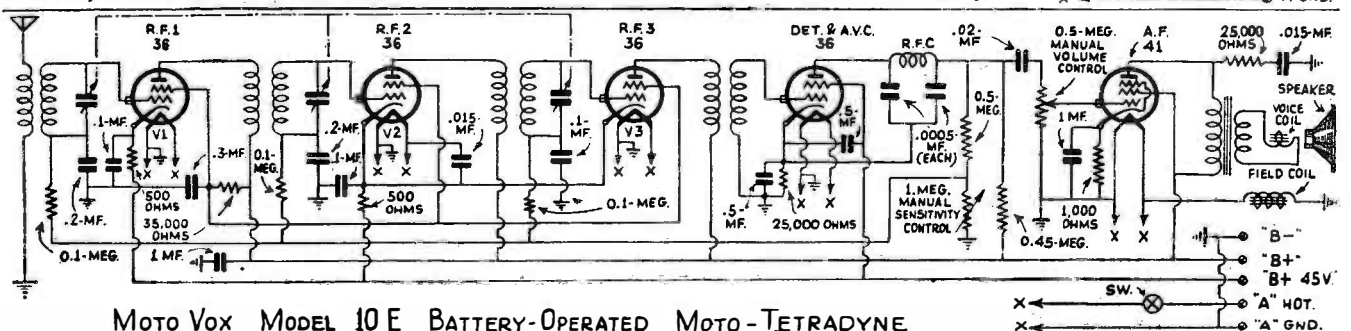 R.F.1
36
R.F.2
36
R.F.3
36
DET. & A.V.C.
36
R.F.C
.02-
MF
0.5-MEG.
MANUAL
VOLUME
CONTROL
A.F.
41
25,000
OHMS
.015-MF.
SPEAKER
VOICE
COIL
FIELD COIL
.1-MF.
V1
.3-MF.
500
OHMS
35,000
OHMS
.2-MF.
0.1-MEG.
1 MF.
0.1-
MEG.
.2-MF.
.1-MF.
V2
500
OHMS
.015-
MF.
.1-
MF.
V3
0.1-MEG.
.5-
MF.
.5-
MF.
25,000 OHMS
.0005
MF.
(EACH)
0.5-
MEG.
1. MEG.
MANUAL
SENSITIVITY
CONTROL
0.45-MEG.
1 MF.
1,000
OHMS
X X
X X
X X
X X
X X
"B-"
"B+"
"B+ 45V.
SW.
X
"A" HOT.
X
"A" GND.
MOTO VOX MODEL 10 E BATTERY-OPERATED MOTO-TETRADYNE